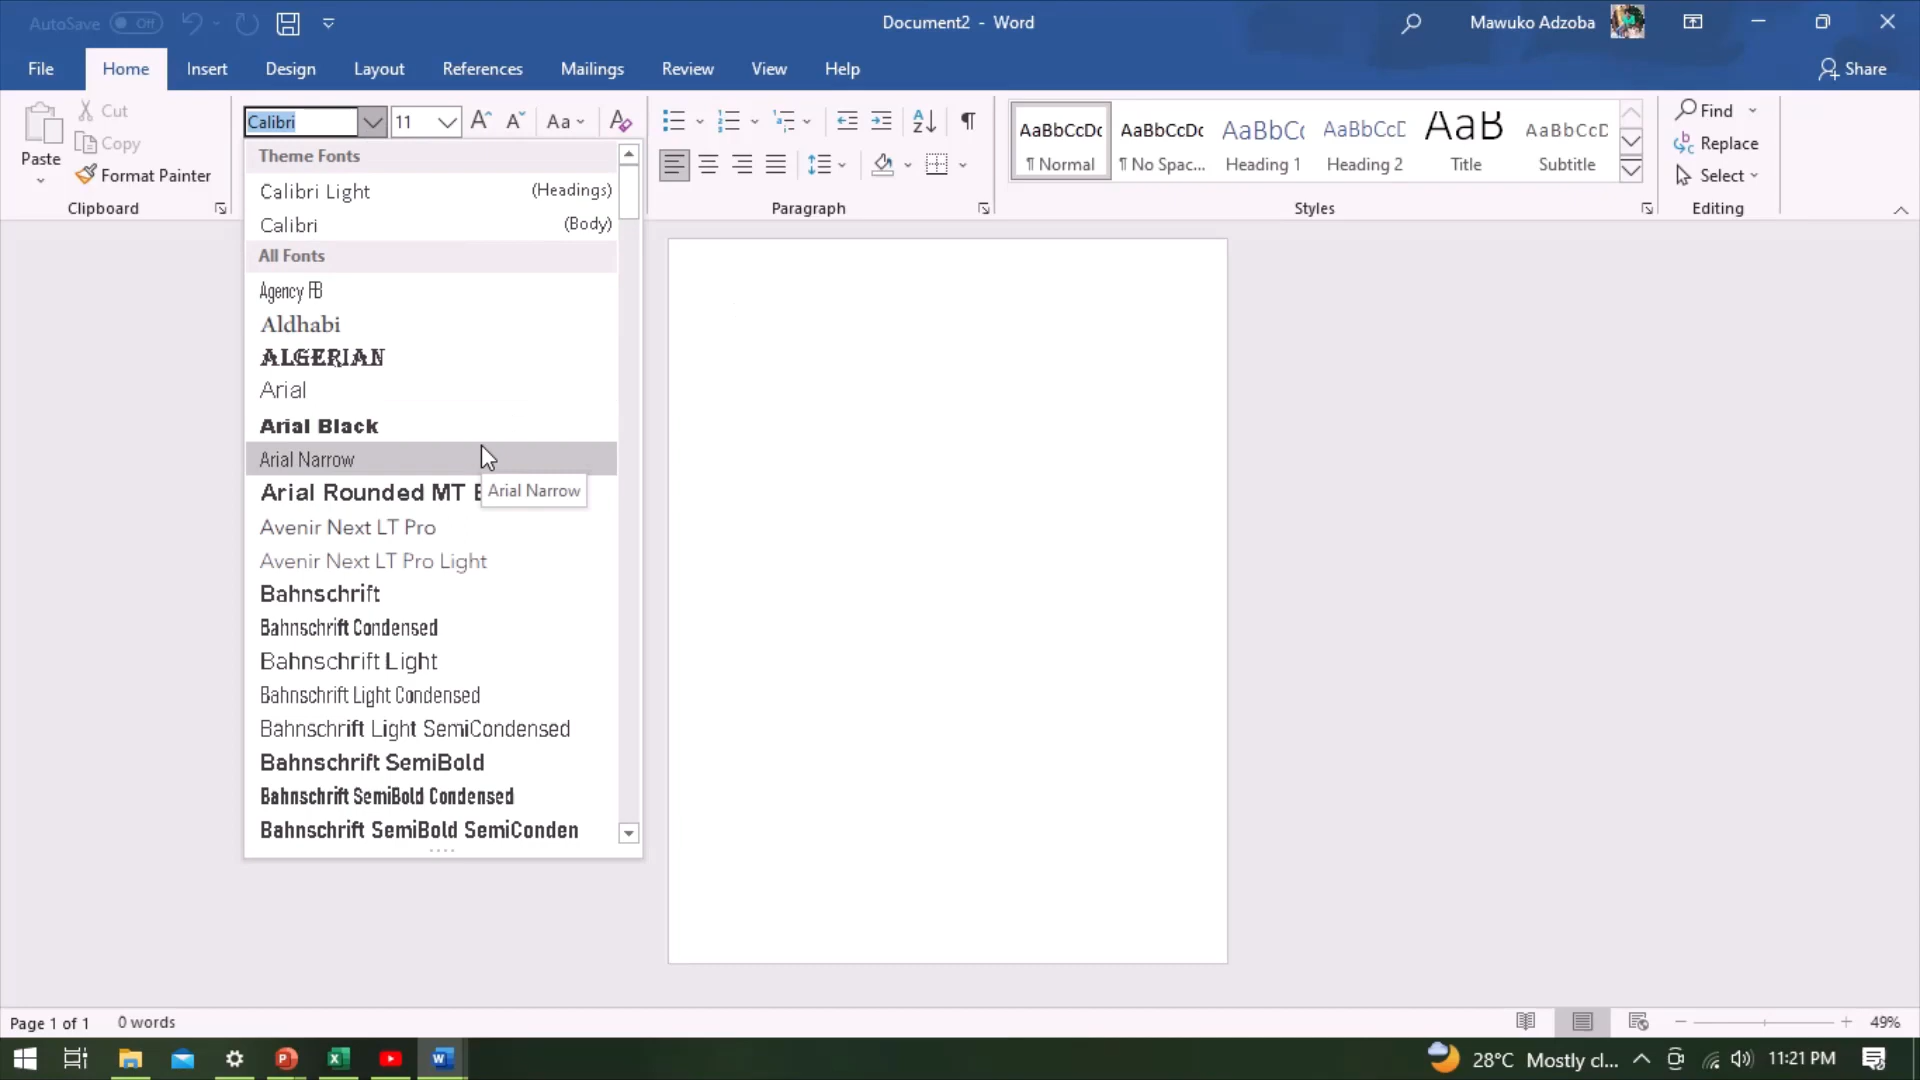 AutoSave Off
Document2 - Word
Mawuko Adzoba
File Home Insert Design Layout References Mailings Review View Help
Share
Paste
Cut
Copy
Format Painter
Clipboard
Calibri
11
Aa
Paragraph
AaBbCcDc
¶ Normal
AaBbCcDc
¶ No Spac...
AaBbCc
Heading 1
AaBbCcD
Heading 2
AaB
Title
AaBbCcD
Subtitle
Styles
Find
Replace
Select
Editing
Theme Fonts
Calibri Light (Headings)
Calibri (Body)
All Fonts
Agency FB
Aldhabi
ALGERIAN
Arial
Arial Black
Arial Narrow
Arial Rounded MT
Arial Narrow
Avenir Next LT Pro
Avenir Next LT Pro Light
Bahnschrift
Bahnschrift Condensed
Bahnschrift Light
Bahnschrift Light Condensed
Bahnschrift Light SemiCondensed
Bahnschrift SemiBold
Bahnschrift SemiBold Condensed
Bahnschrift SemiBold SemiConden
Page 1 of 1 0 words
49%
28°C Mostly cl... 11:21 PM